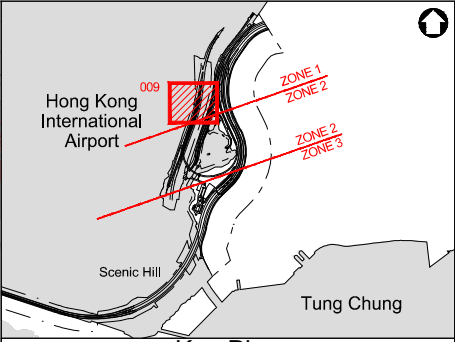 009
ZONE 1
ZONE 2
Hong Kong
International
Airport
ZONE 2
ZONE 3
Scenic Hill
Tung Chung